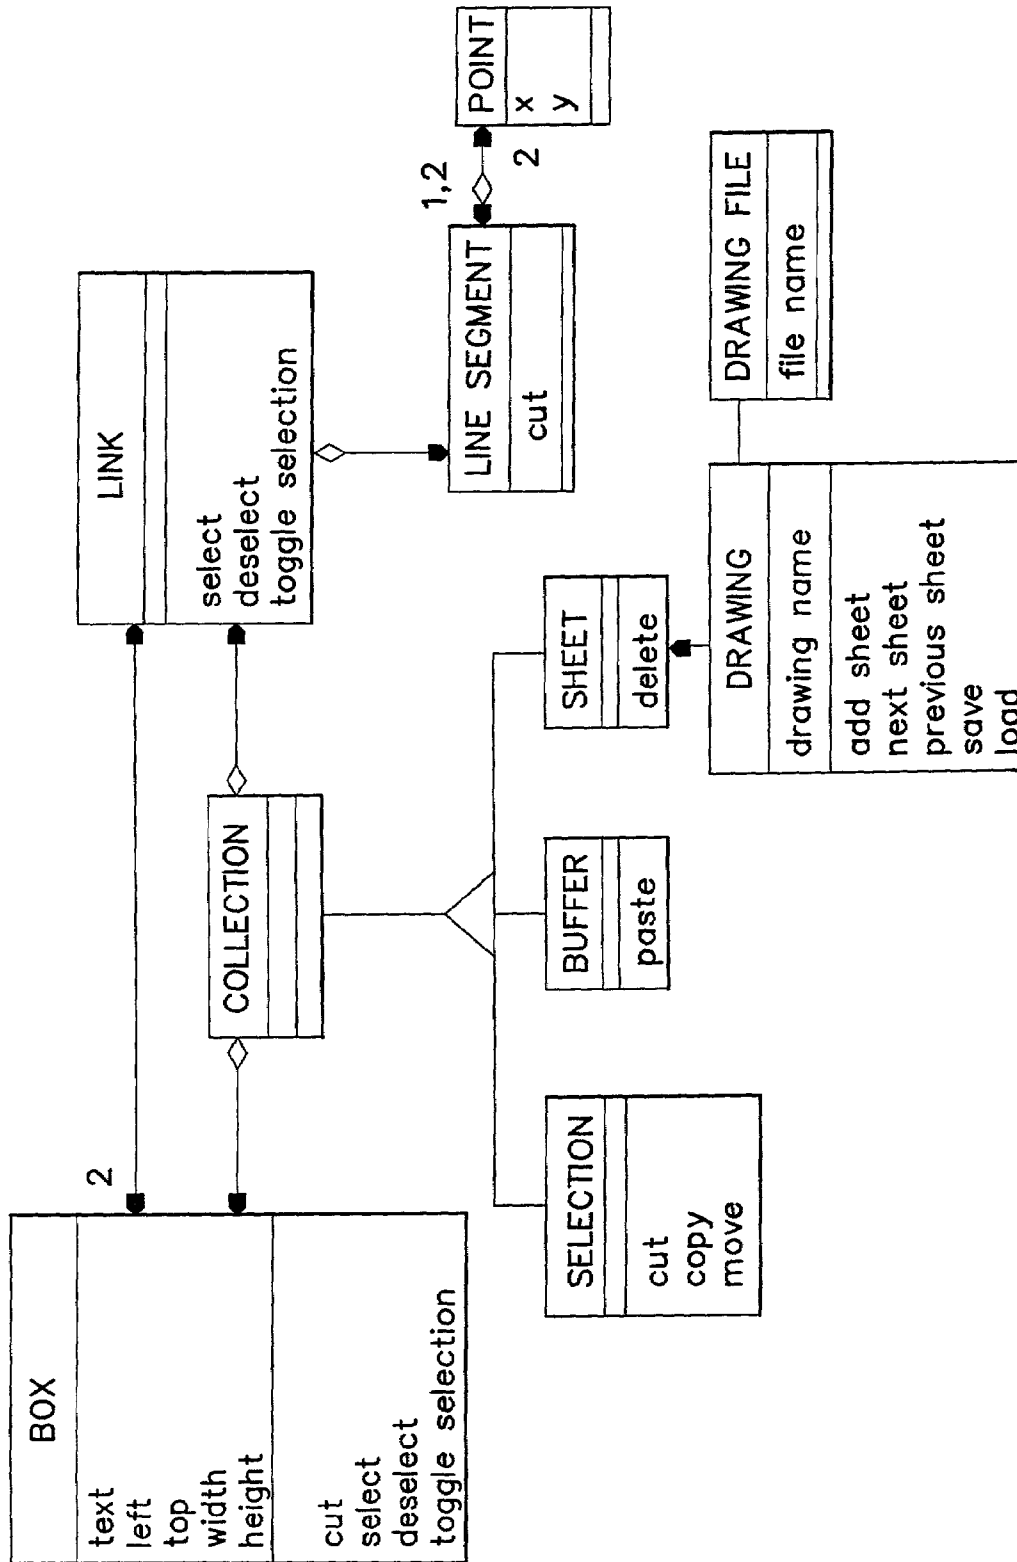 BOX
text
left
top
width
height
cut
select
deselect
toggle selection
2
COLLECTION
LINK
select
deselect
toggle selection
LINE SEGMENT
cut
1,2
2
POINT
x
y
SELECTION
cut
copy
move
BUFFER
paste
SHEET
delete
DRAWING
drawing name
add sheet
next sheet
previous sheet
save
load
DRAWING FILE
file name